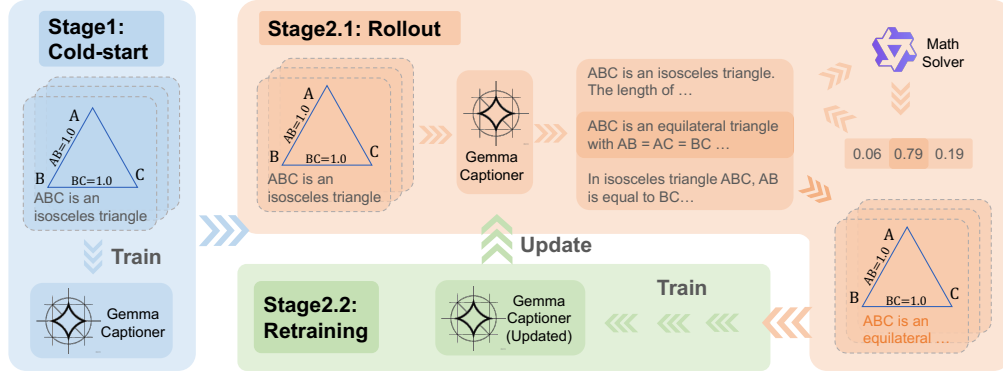 Stage1:
Cold-start
A
AB=1.0
B
BC=1.0
C
ABC is an
isosceles triangle
Train
Gemma
Captioner
Stage2.1: Rollout
A
AB=1.0
B
BC=1.0
C
ABC is an
isosceles triangle
Gemma
Captioner
ABC is an isosceles triangle.
The length of …
ABC is an equilateral triangle
with AB = AC = BC …
In isosceles triangle ABC, AB
is equal to BC…
Math
Solver
0.06 0.79 0.19
A
AB=1.0
B
BC=1.0
C
ABC is an
equilateral …
Update
Stage2.2:
Retraining
Gemma
Captioner
(Updated)
Train